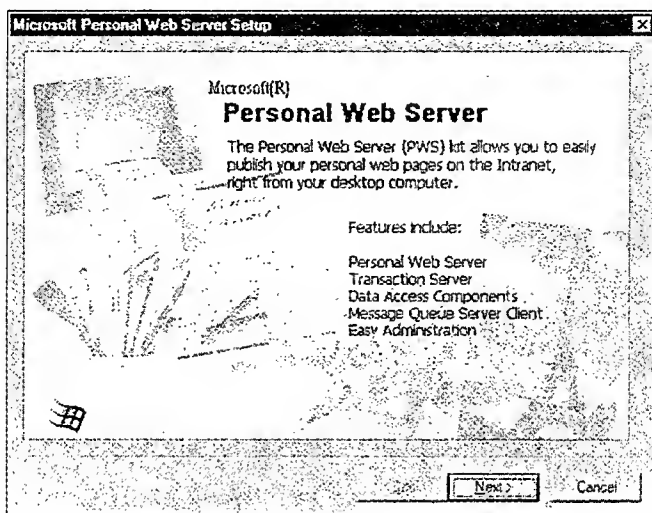 Microsoft Personal Web Server Setup
Microsoft(R)
Personal Web Server
The Personal Web Server (PWS) kit allows you to easily
publish your personal web pages on the Intranet,
right from your desktop computer.
Features include:
Personal Web Server
Transaction Server
Data Access Components
Message Queue Server Client
Easy Administration
Next >
Cancel